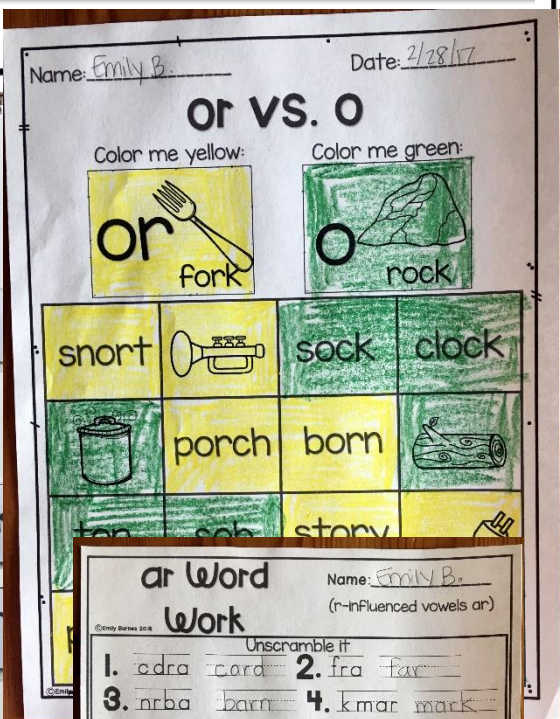 Name: Emily B. Date: 2/28/17
or vs. o
Color me yellow: Color me green:
or fork o rock
snort sock clock
porch born
story
ar Word Work
Name: Emily B.
(r-influenced vowels ar)
©Emily Barnes 2016
Unscramble it
1. cdra card 2. fra far
3. nrba barn 4. kmar mark